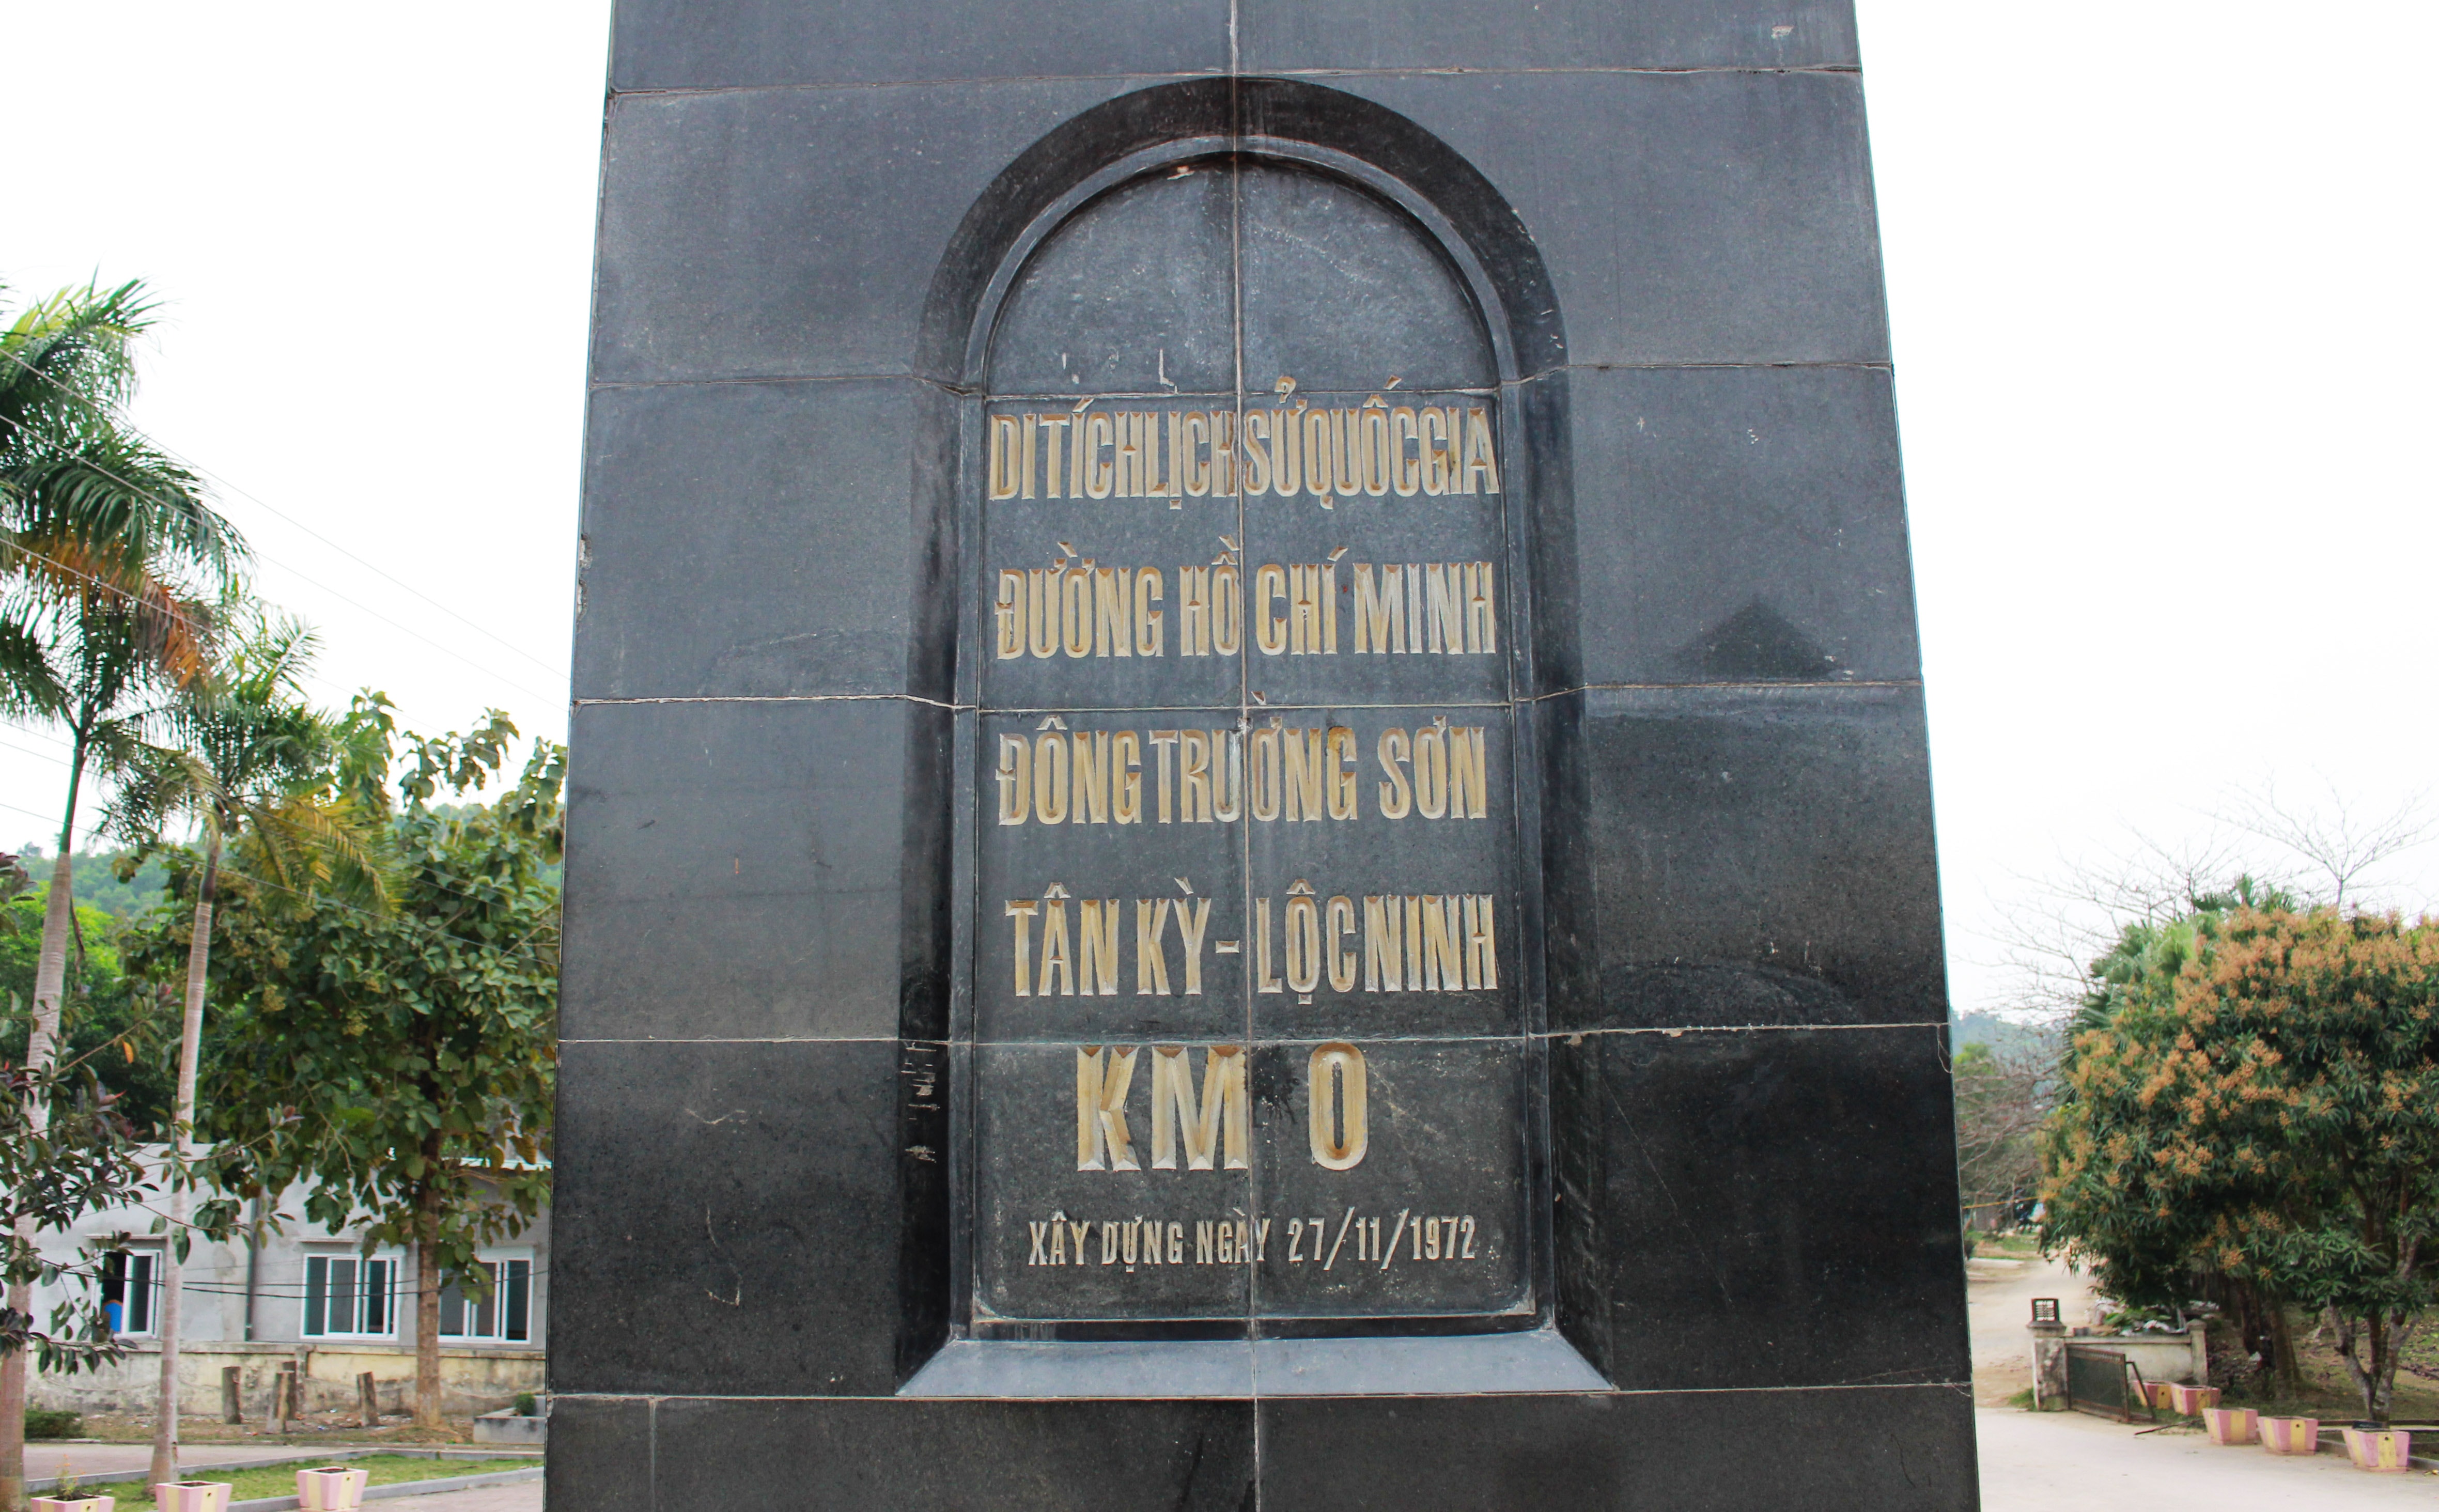 DI TÍCH LỊCH SỬ QUỐC GIA
ĐƯỜNG HỒ CHÍ MINH
ĐÔNG TRƯỜNG SƠN
TÂN KỲ - LỘC NINH
KM 0
XÂY DỰNG NGÀY 27/11/1972